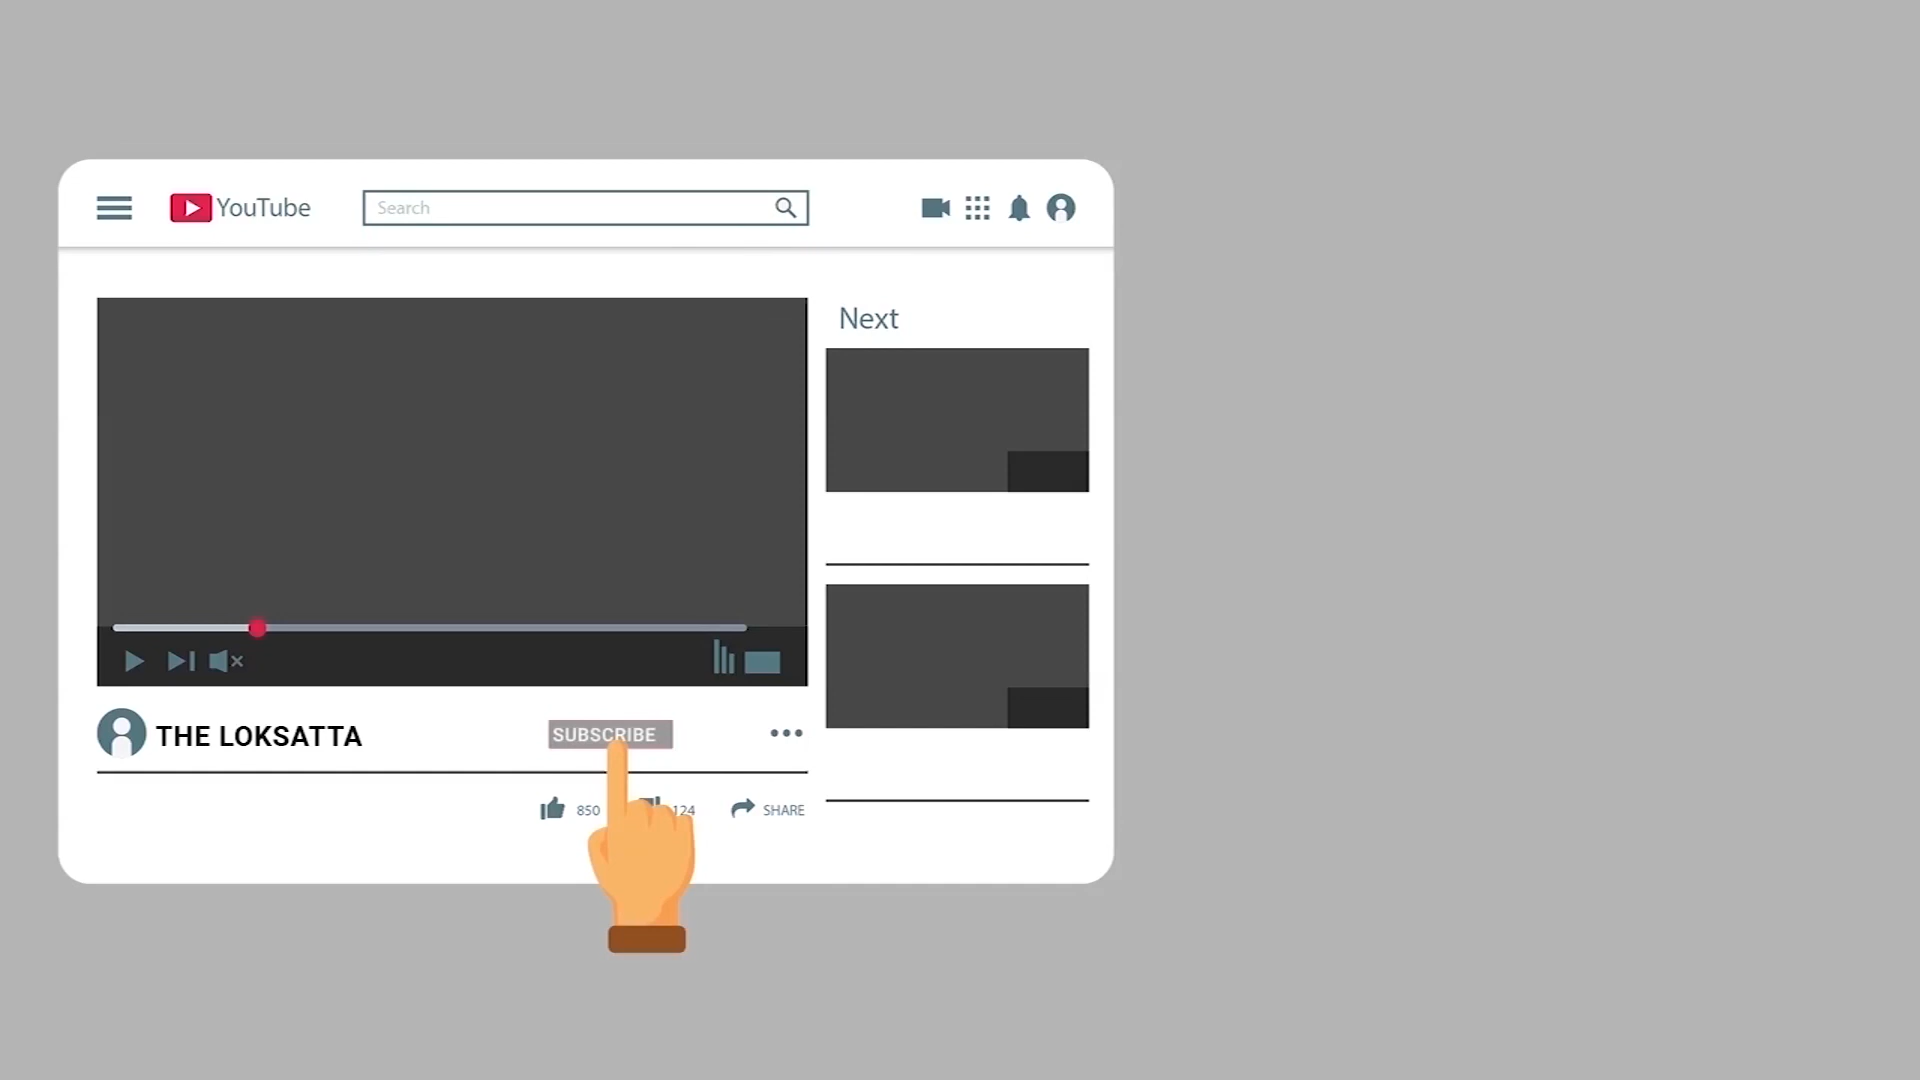 YouTube
Search
Next
THE LOKSATTA
SUBSCRIBE
850
124
SHARE